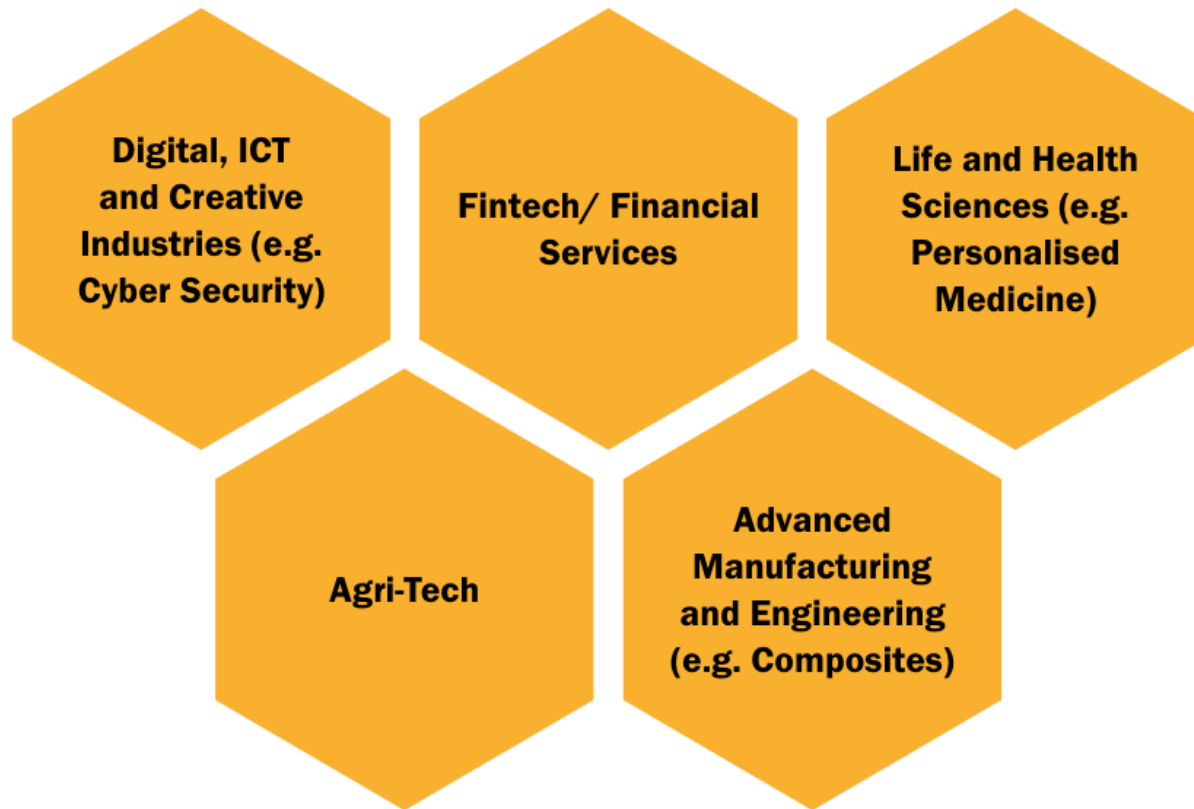 Digital, ICT
and Creative
Industries (e.g.
Cyber Security)
Fintech/ Financial
Services
Life and Health
Sciences (e.g.
Personalised
Medicine)
Agri-Tech
Advanced
Manufacturing
and Engineering
(e.g. Composites)